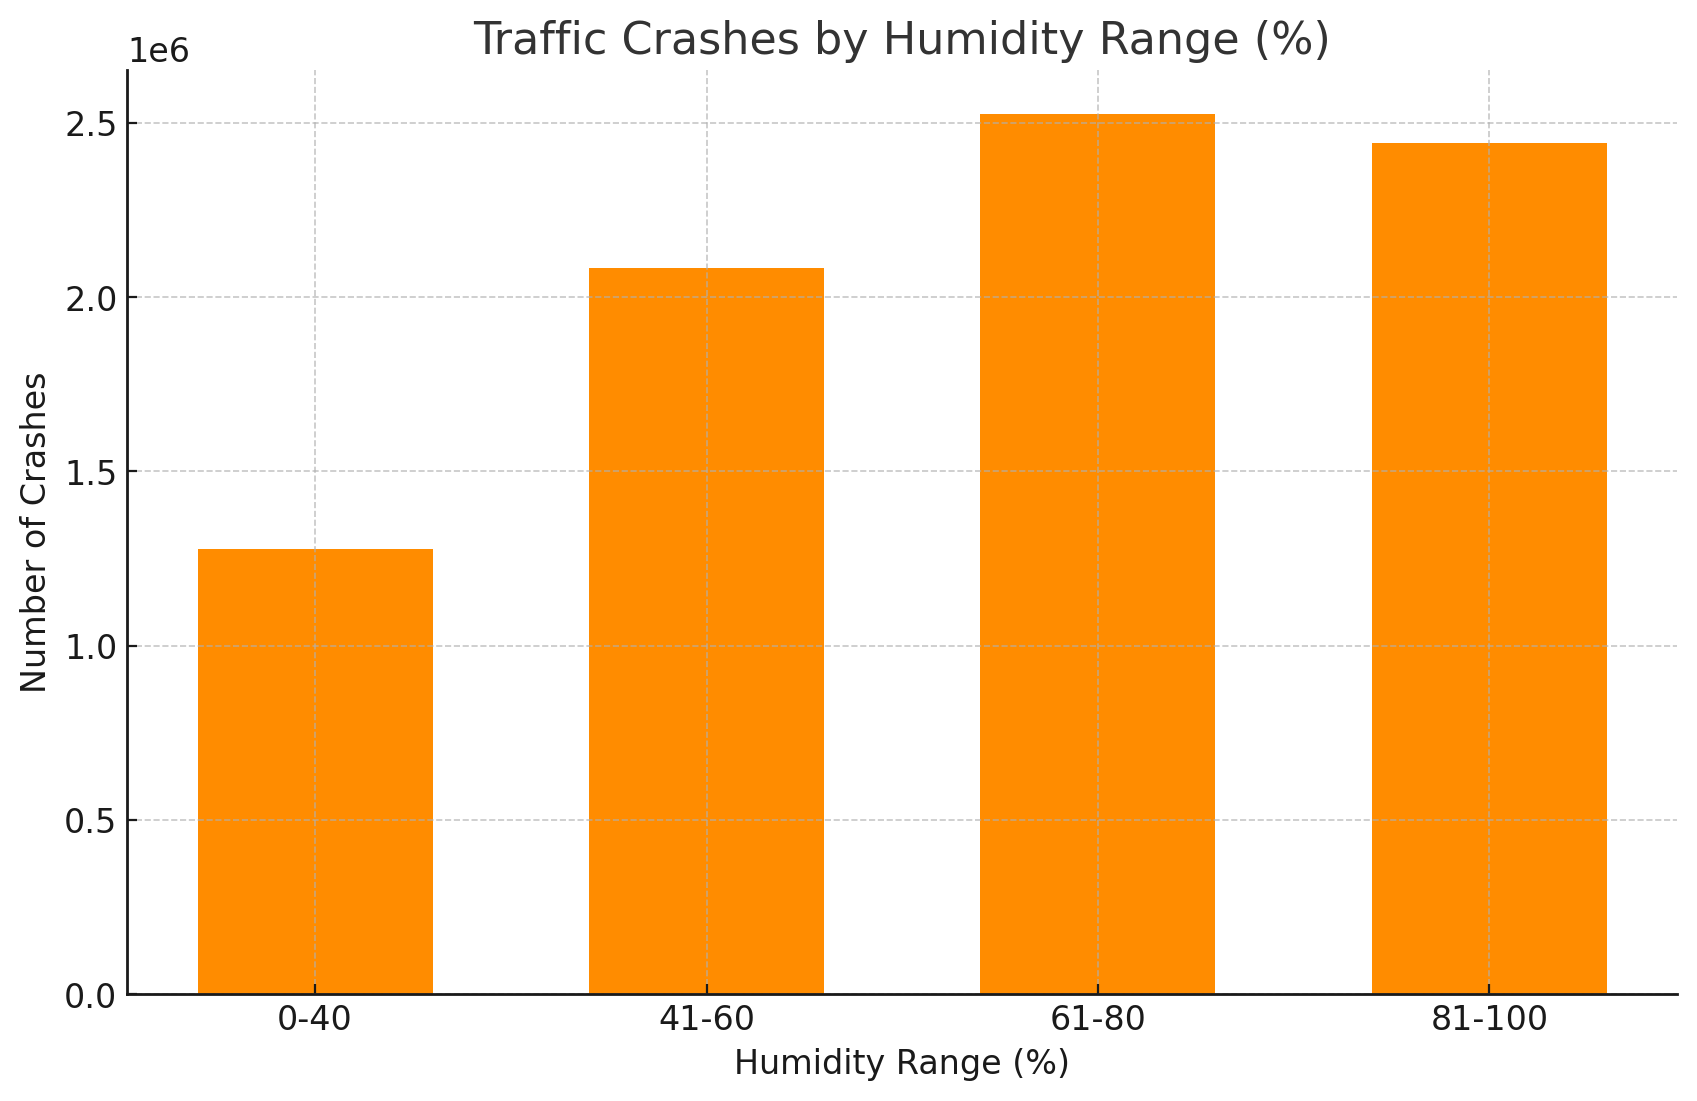 Traffic Crashes by Humidity Range (%)
1e6
2.5
2.0
1.5
1.0
0.5
0.0
Number of Crashes
0-40 41-60 61-80 81-100
Humidity Range (%)